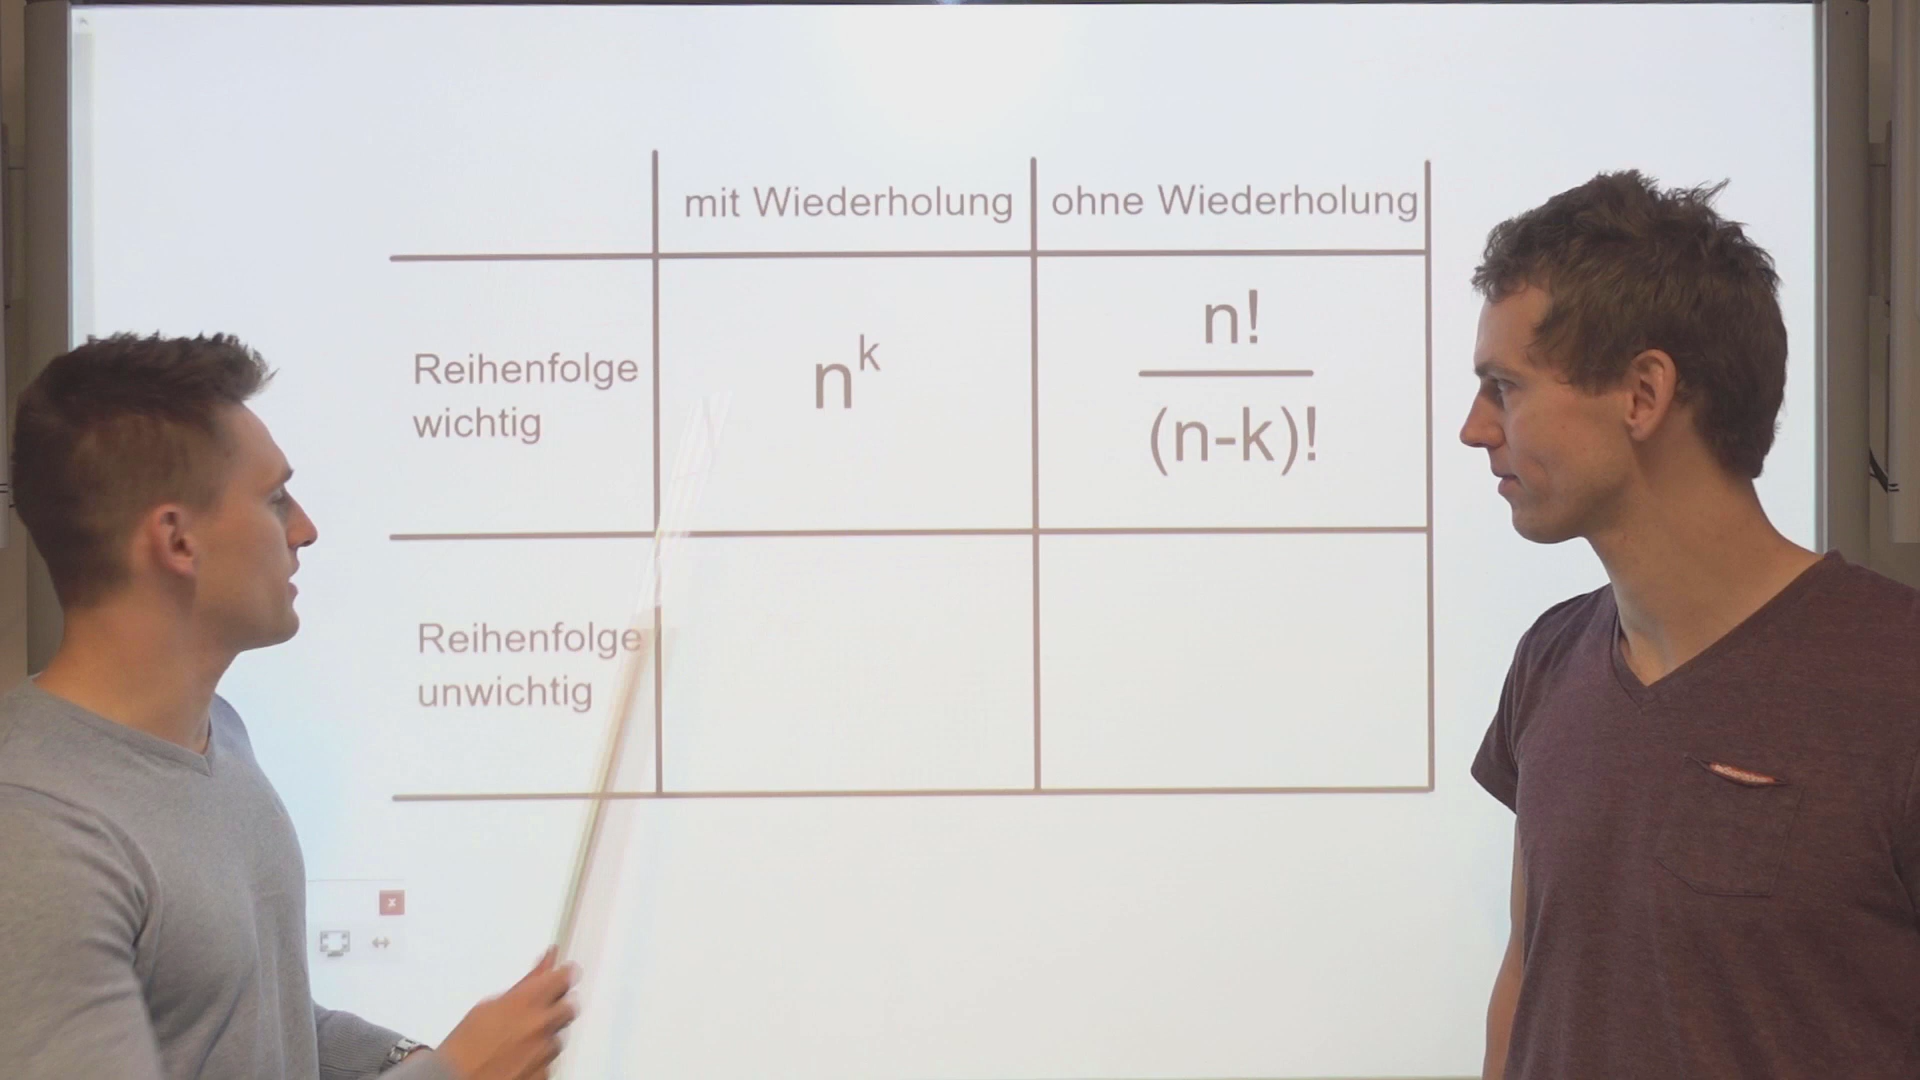 mit Wiederholung
ohne Wiederholung
Reihenfolge
wichtig
n^k
n!
(n-k)!
Reihenfolge
unwichtig
x